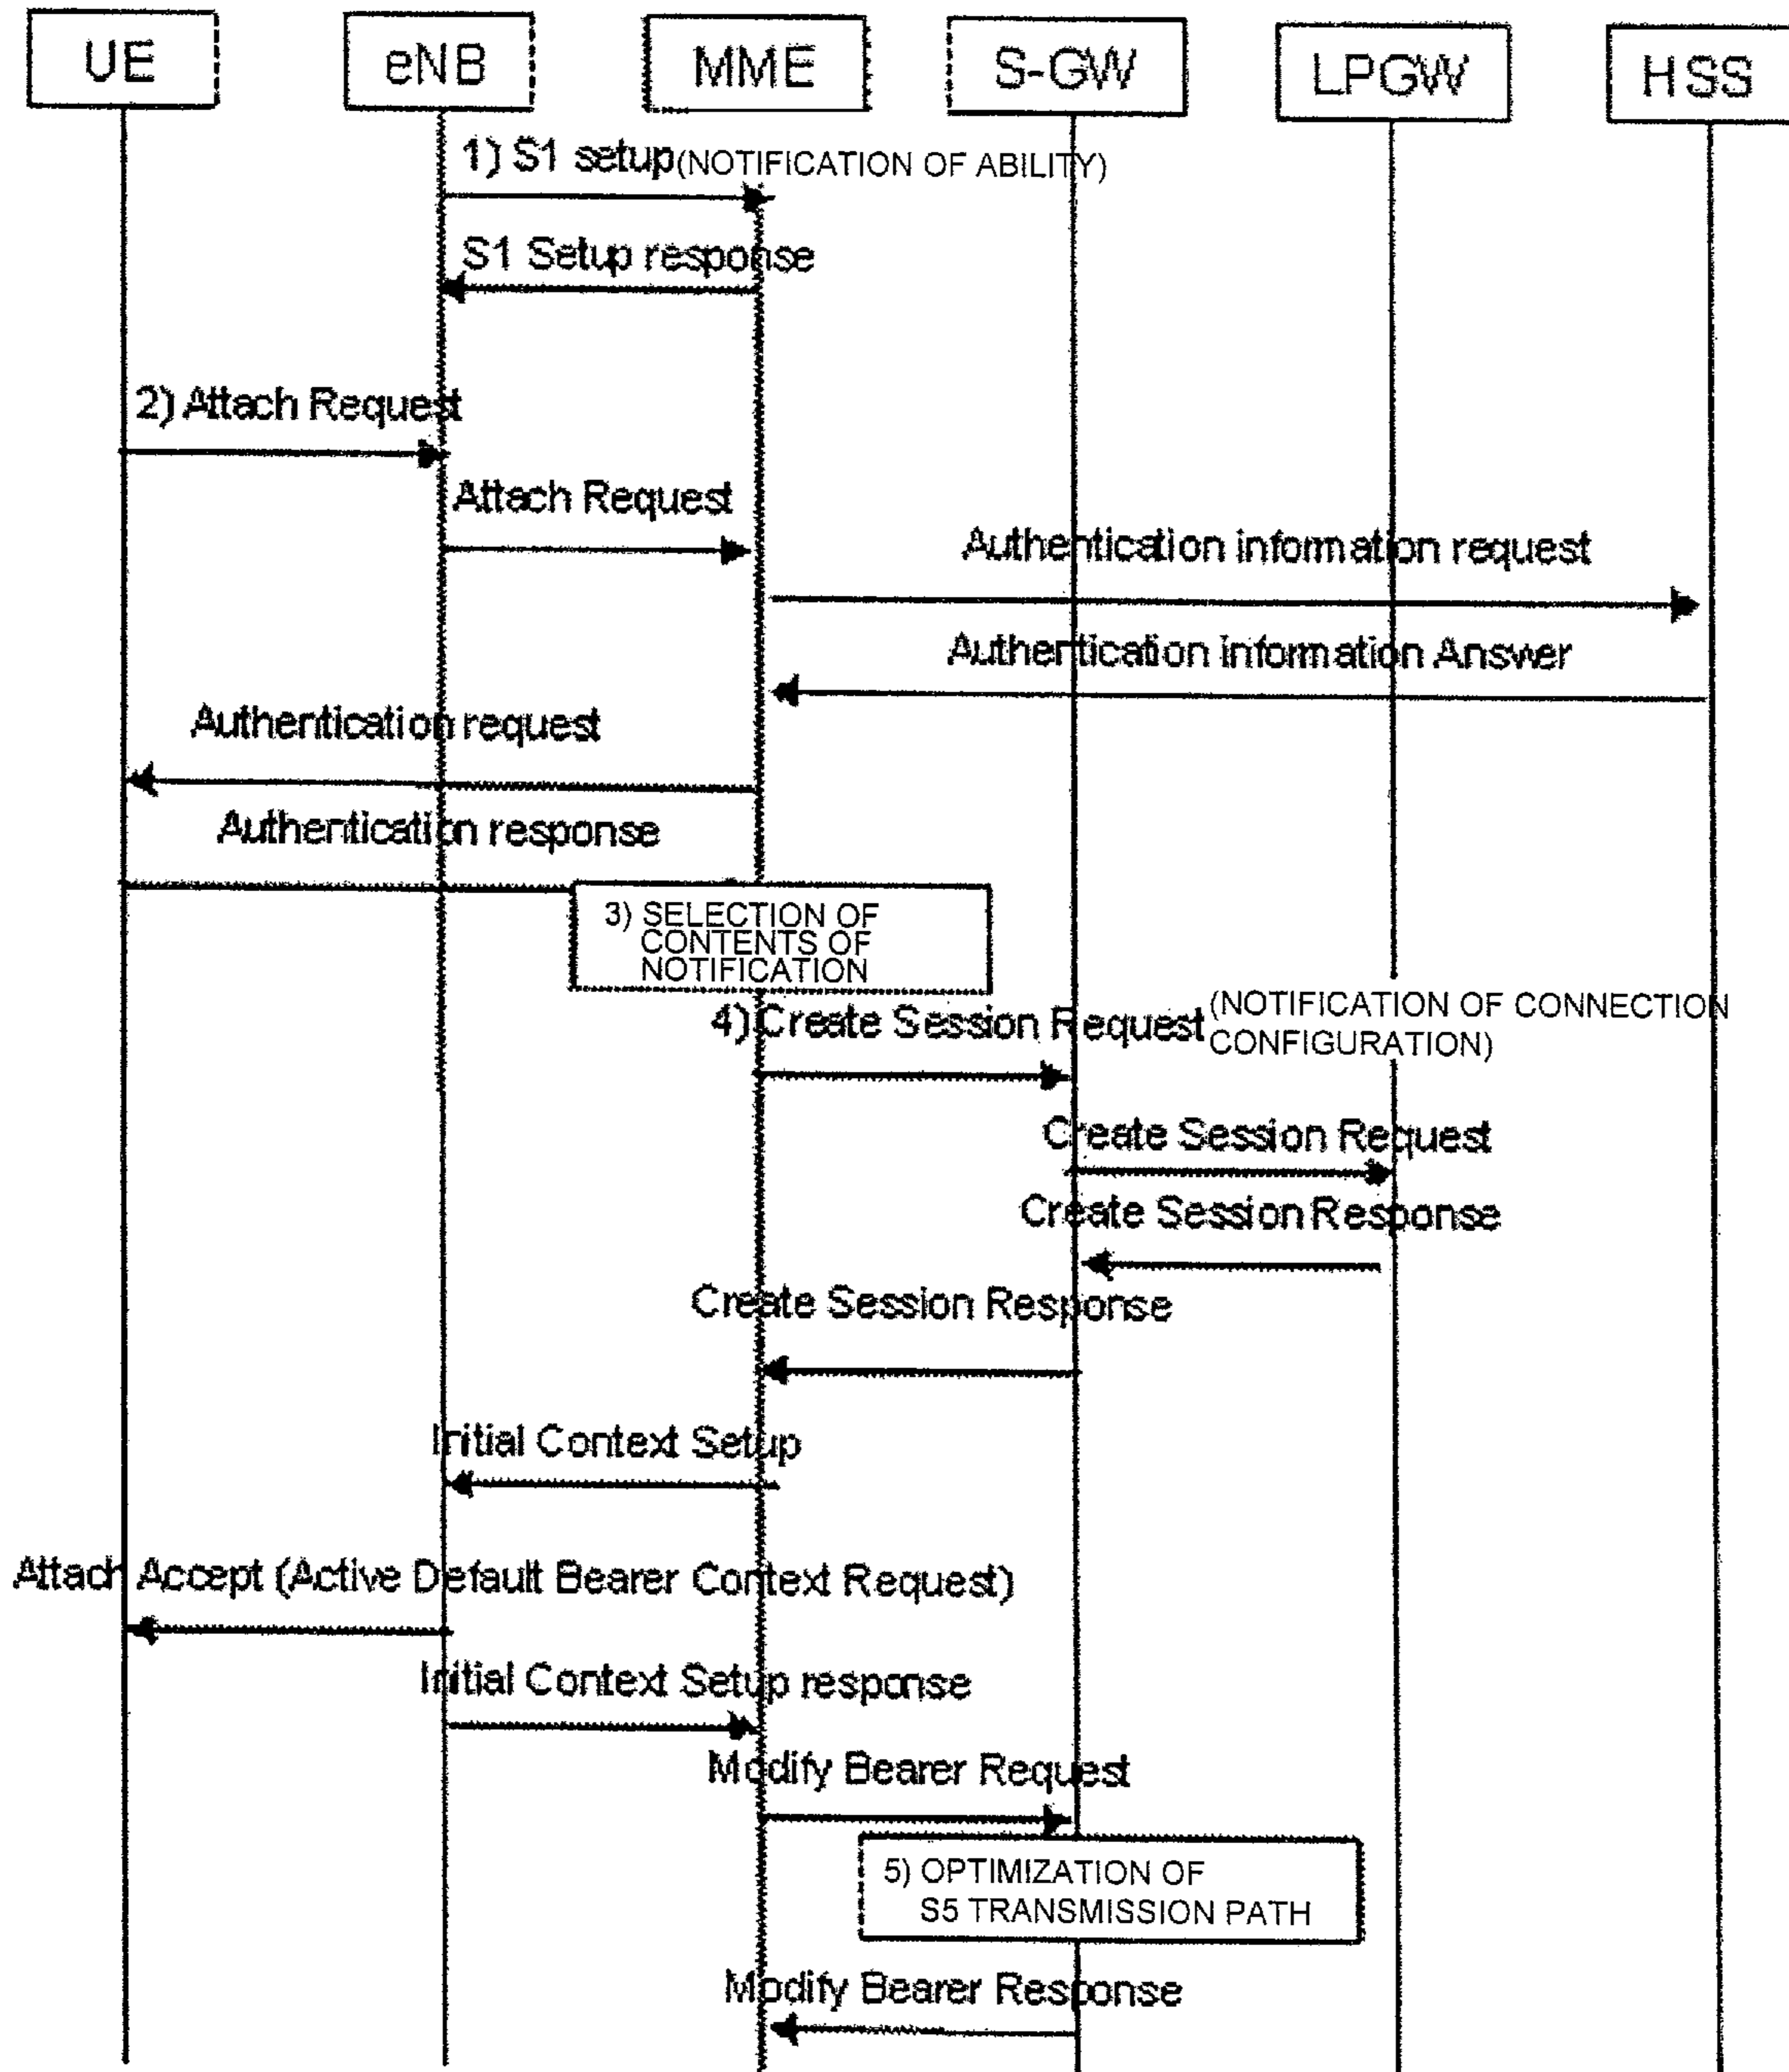 UE eNB MME S-GW LPGW HSS
1) S1 setup (NOTIFICATION OF ABILITY)
S1 Setup response
2) Attach Request
Attach Request
Authentication information request
Authentication information Answer
Authentication request
Authentication response
3) SELECTION OF
CONTENTS OF
NOTIFICATION
4) Create Session Request (NOTIFICATION OF CONNECTION
CONFIGURATION)
Create Session Request
Create Session Response
Create Session Response
Initial Context Setup
Attach Accept (Active Default Bearer Context Request)
Initial Context Setup response
Modify Bearer Request
5) OPTIMIZATION OF
S5 TRANSMISSION PATH
Modify Bearer Response